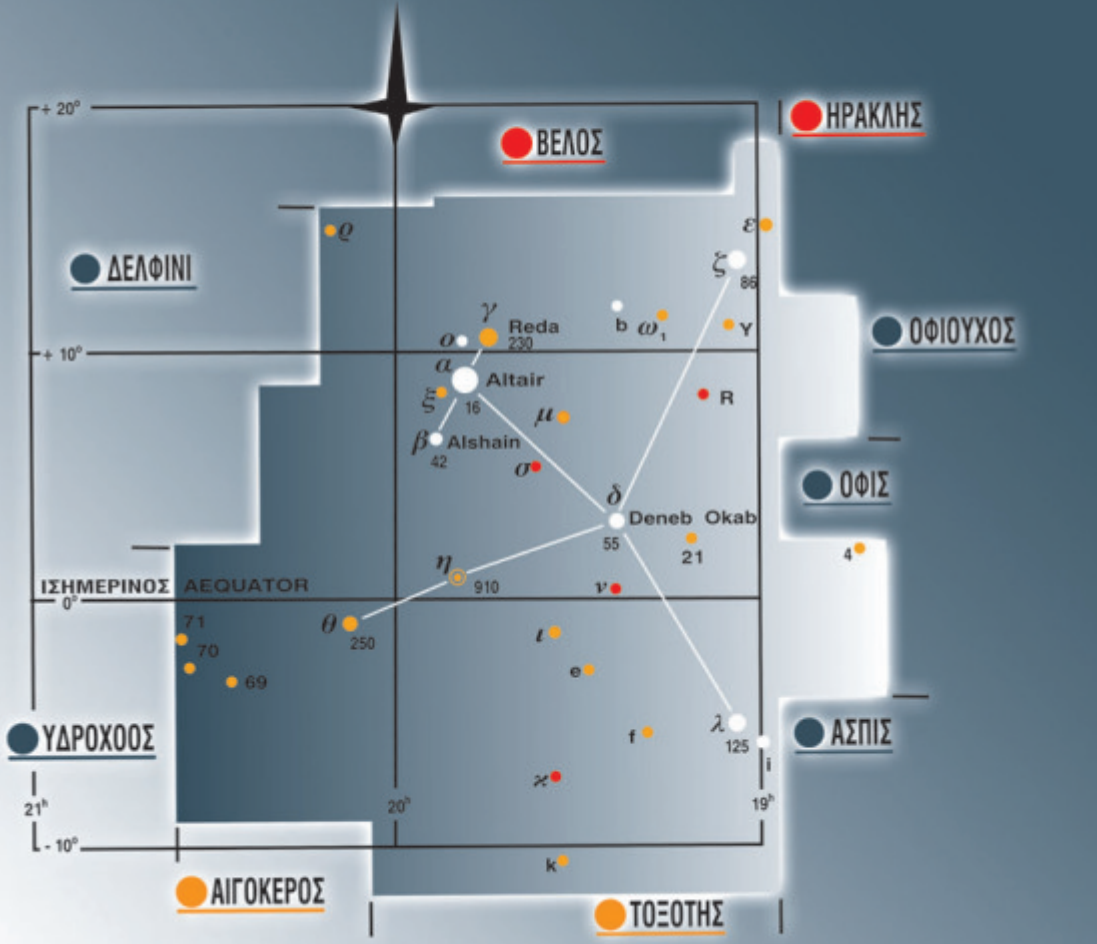 + 20°
ΒΕΛΟΣ
ΗΡΑΚΛΗΣ
ϱ
ε
ΔΕΛΦΙΝΙ
ζ
86
γ
Reda
230
b
ω1
Y
ΟΦΙΟΥΧΟΣ
ο
+ 10°
α
Altair
16
ξ
μ
R
β
Alshain
42
σ
ΟΦΙΣ
δ
Deneb Okab
55
21
4
η
910
ΙΣΗΜΕΡΙΝΟΣ AEQUATOR
ν
0°
71
θ
250
ι
70
e
69
ΥΔΡΟΧΟΟΣ
f
λ
125
i
ΑΣΠΙΣ
ϰ
21h
20h
19h
- 10°
k
ΑΙΓΟΚΕΡΟΣ
ΤΟΞΟΤΗΣ